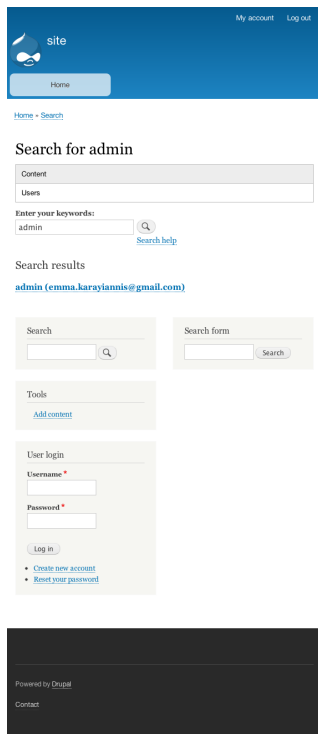 My account Log out
site
Home
Home » Search
Search for admin
Content
Users
Enter your keywords:
admin
Search help
Search results
admin (emma.karayiannis@gmail.com)
Search
Search form
Search
Tools
Add content
User login
Username *
Password *
Log in
Create new account
Reset your password
Powered by Drupal
Contact